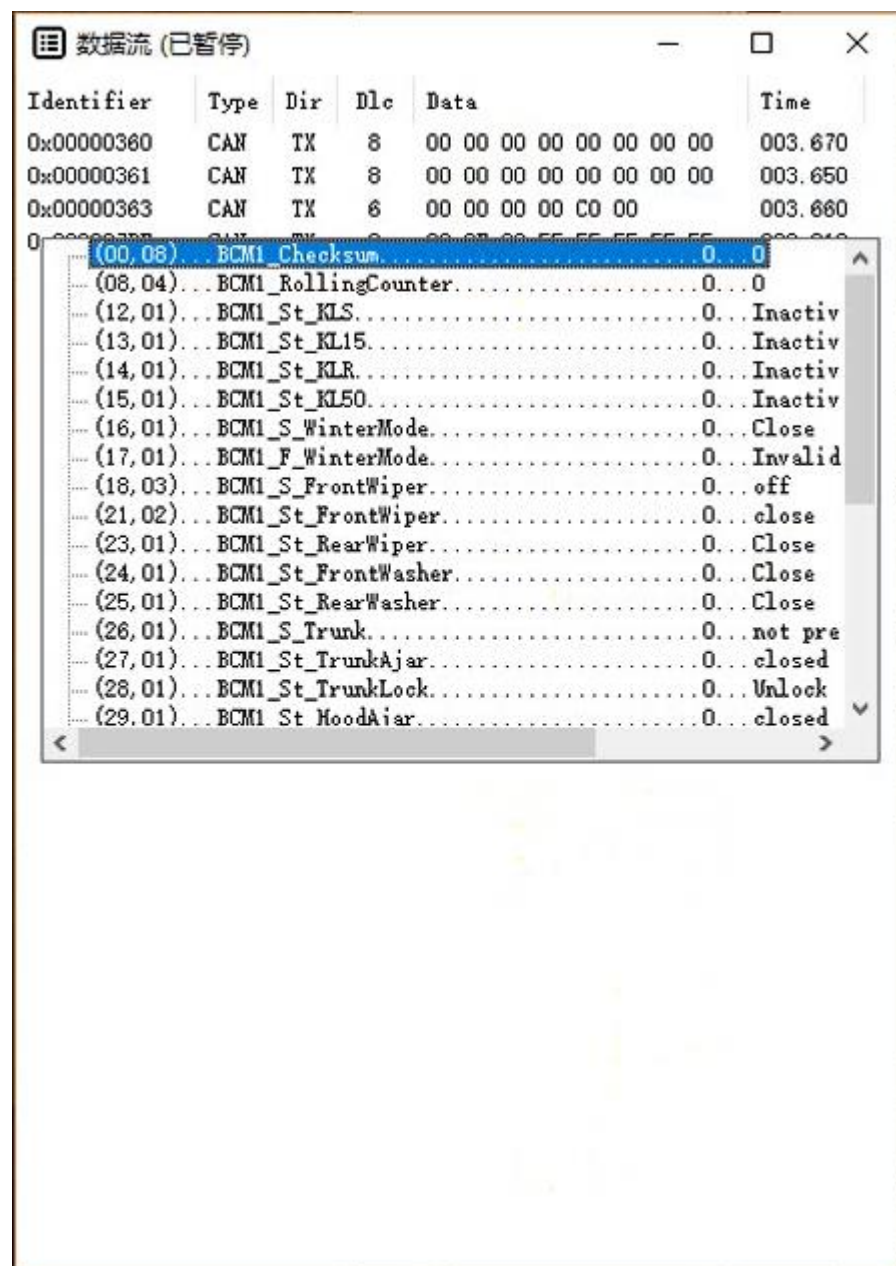 数据流 (已暂停)
Identifier Type Dir Dlc Data Time
0x00000360 CAN TX 8 00 00 00 00 00 00 00 00 003.670
0x00000361 CAN TX 8 00 00 00 00 00 00 00 00 003.650
0x00000363 CAN TX 6 00 00 00 00 C0 00 003.660
(00,08)...BCM1_Checksum...........................0...0
(08,04)...BCM1_RollingCounter....................0...0
(12,01)...BCM1_St_KLS............................0...Inactiv
(13,01)...BCM1_St_KL15...........................0...Inactiv
(14,01)...BCM1_St_KLR............................0...Inactiv
(15,01)...BCM1_St_KL50...........................0...Inactiv
(16,01)...BCM1_S_WinterMode......................0...Close
(17,01)...BCM1_F_WinterMode......................0...Invalid
(18,03)...BCM1_S_FrontWiper......................0...off
(21,02)...BCM1_St_FrontWiper.....................0...close
(23,01)...BCM1_St_RearWiper......................0...Close
(24,01)...BCM1_St_FrontWasher....................0...Close
(25,01)...BCM1_St_RearWasher.....................0...Close
(26,01)...BCM1_S_Trunk...........................0...not pre
(27,01)...BCM1_St_TrunkAjar......................0...closed
(28,01)...BCM1_St_TrunkLock......................0...Unlock
(29,01)...BCM1_St_HoodAjar.......................0...closed